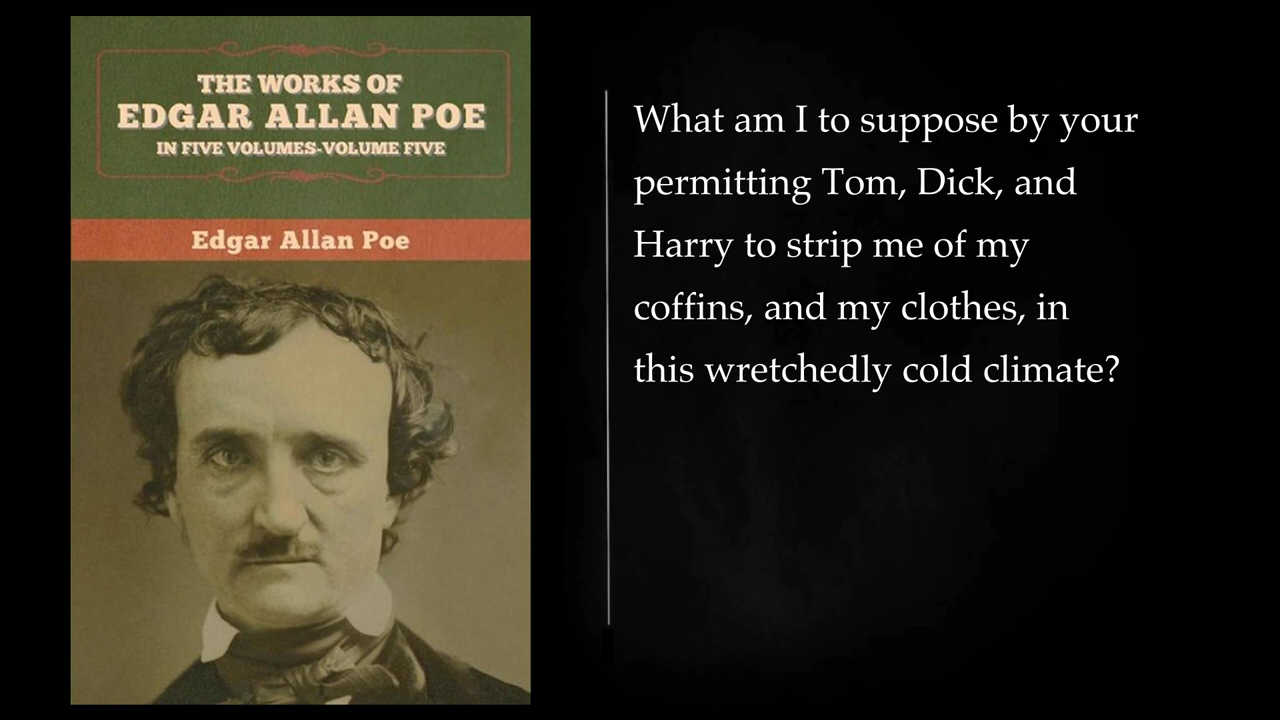 THE WORKS OF
EDGAR ALLAN POE
IN FIVE VOLUMES-VOLUME FIVE
Edgar Allan Poe
What am I to suppose by your
permitting Tom, Dick, and
Harry to strip me of my
coffins, and my clothes, in
this wretchedly cold climate?